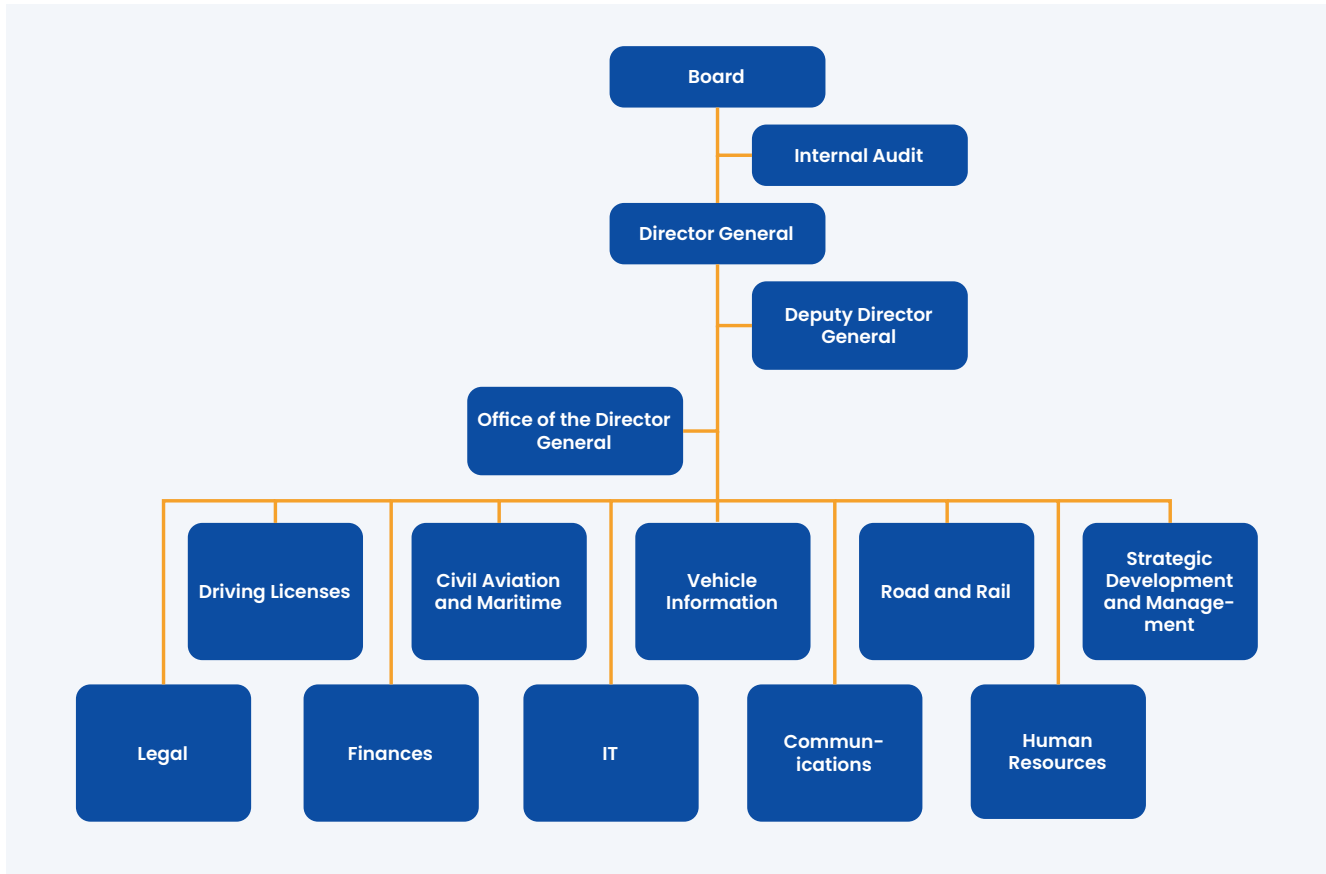 Board
Internal Audit
Director General
Deputy Director
General
Office of the Director
General
Driving Licenses
Civil Aviation
and Maritime
Vehicle
Information
Road and Rail
Strategic
Development
and Manage-
ment
Legal
Finances
IT
Commun-
ications
Human
Resources